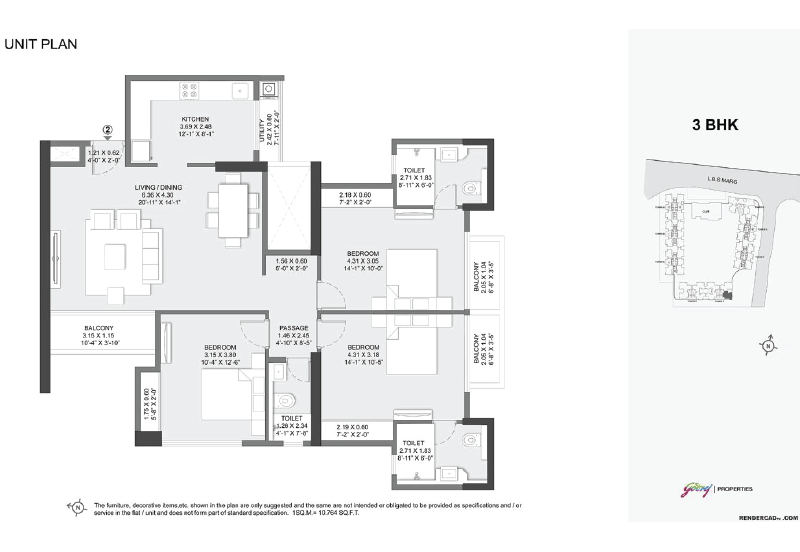 UNIT PLAN
3 BHK
KITCHEN
3.69 X 2.48
12'-1" X 8'-1"
UTILITY
2.42 X 0.60
7'-11" X 2'-0"
2
1.21 X 0.62
4'-0" X 2'-0"
LIVING / DINING
6.36 X 4.30
20'-11" X 14'-1"
TOILET
2.71 X 1.83
8'-11" X 6'-0"
2.18 X 0.60
7'-2" X 2'-0"
BEDROOM
4.31 X 3.05
14'-1" X 10'-0"
1.56 X 0.60
BALCONY
2.05 X 1.04
6'-8" X 3'-5"
BALCONY
3.15 X 1.15
10'-4" X 3'-10"
PASSAGE
1.46 X 2.45
4'-10" X 8'-5"
BEDROOM
3.15 X 3.80
10'-4" X 12'-6"
BEDROOM
4.31 X 3.18
14'-1" X 10'-5"
BALCONY
2.05 X 1.04
6'-8" X 3'-5"
1.75 X 0.60
5'-8" X 2'-0"
TOILET
1.26 X 2.34
4'-1" X 7'-8"
2.19 X 0.60
7'-2" X 2'-0"
TOILET
2.71 X 1.83
8'-11" X 6'-0"
L.B.S MARG
CLUB
N
N
The furniture, decorative items,etc. shown in the plan are only suggested and the same are not intended or obligated to be provided as specifications and / or
service in the flat / unit and does not form part of standard specification. 1SQ.M.= 10.764 SQ.F.T.
Godrej | PROPERTIES
RENDERCAD
.COM